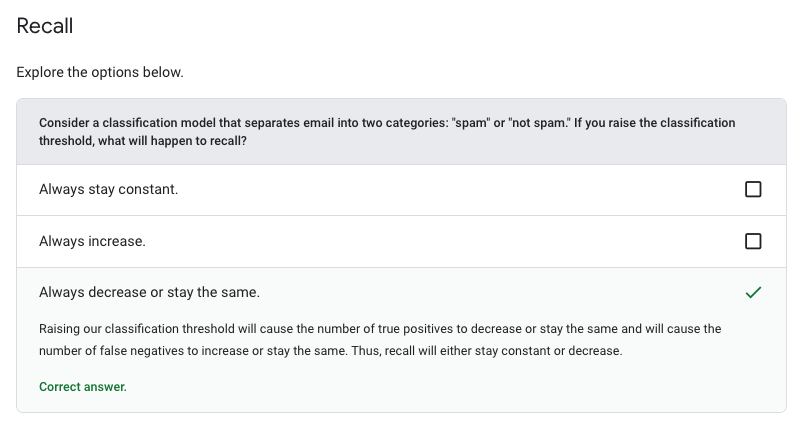 Recall
Explore the options below.
Consider a classification model that separates email into two categories: "spam" or "not spam." If you raise the classification
threshold, what will happen to recall?
Always stay constant.
Always increase.
Always decrease or stay the same.
Raising our classification threshold will cause the number of true positives to decrease or stay the same and will cause the
number of false negatives to increase or stay the same. Thus, recall will either stay constant or decrease.
Correct answer.